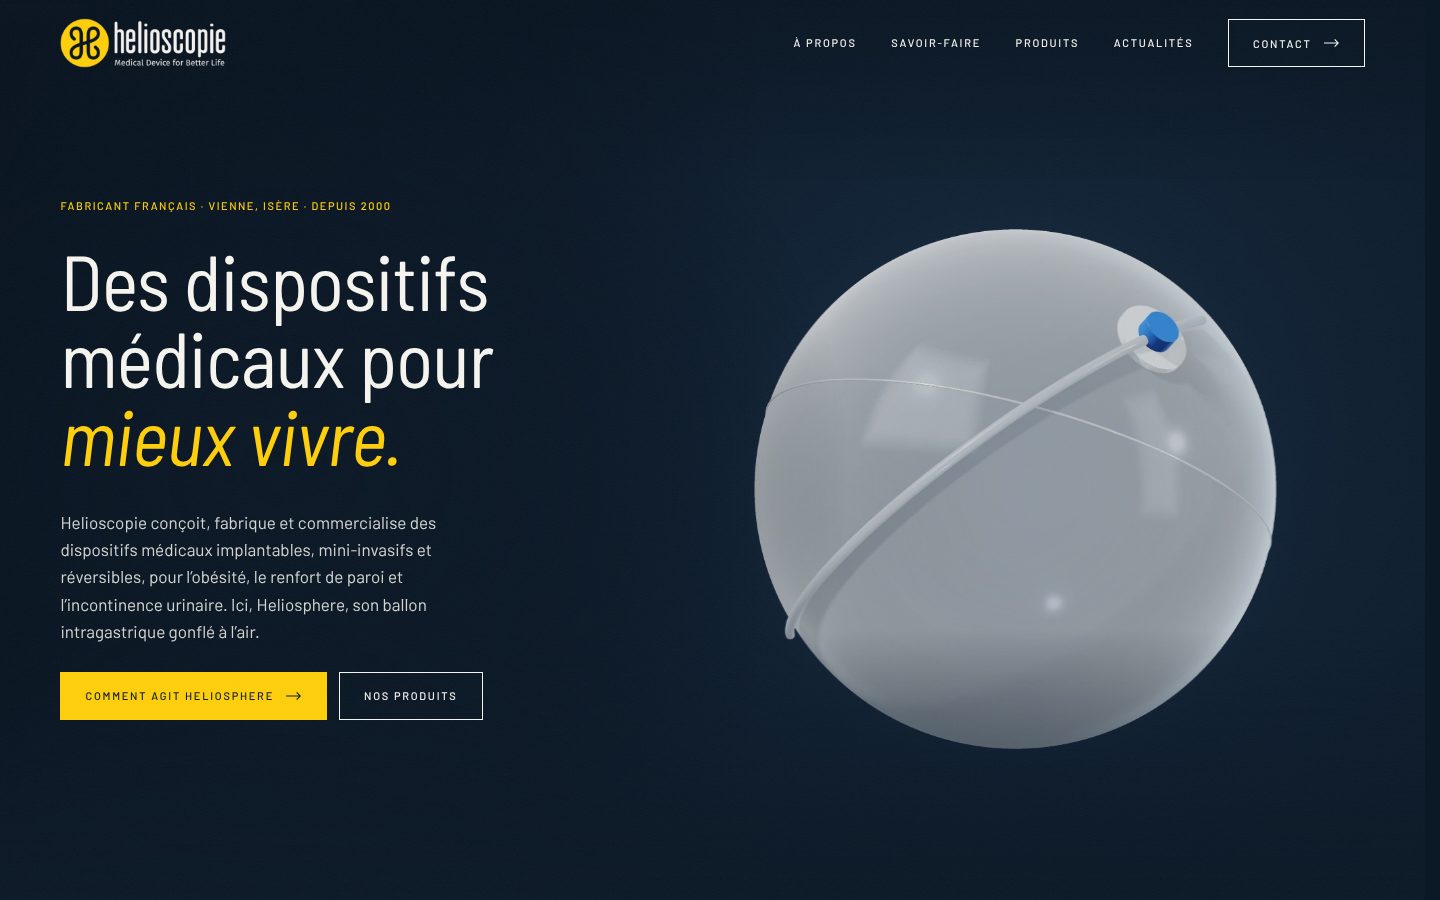 helioscopie
Medical Device for Better Life
À PROPOS
SAVOIR-FAIRE
PRODUITS
ACTUALITÉS
CONTACT
FABRICANT FRANÇAIS · VIENNE, ISÈRE · DEPUIS 2000
Des dispositifs
médicaux pour
mieux vivre.
Helioscopie conçoit, fabrique et commercialise des
dispositifs médicaux implantables, mini-invasifs et
réversibles, pour l’obésité, le renfort de paroi et
l’incontinence urinaire. Ici, Heliosphere, son ballon
intragastrique gonflé à l’air.
COMMENT AGIT HELIOSPHERE
NOS PRODUITS